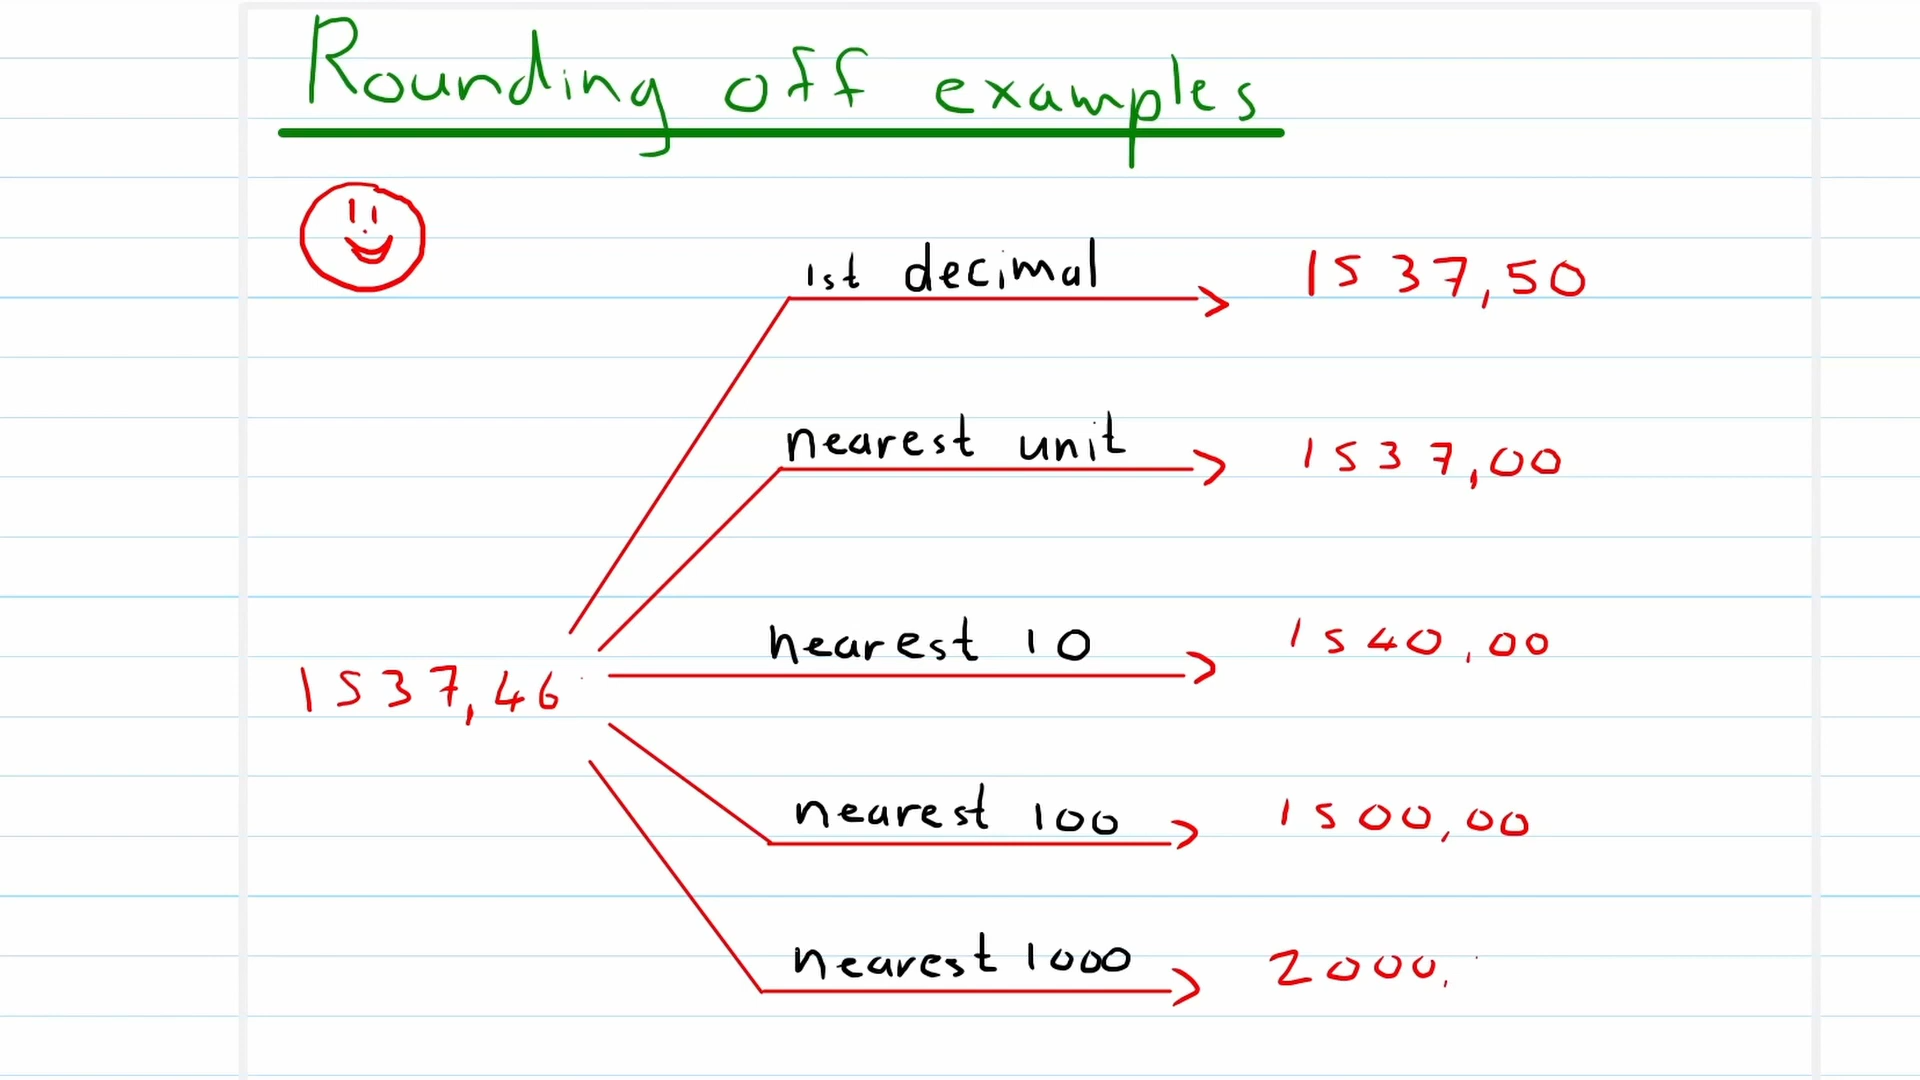 Rounding off examples
1st decimal 1537,50
nearest unit 1537,00
nearest 10 1540,00
1537,46
nearest 100 1500,00
nearest 1000 2000,